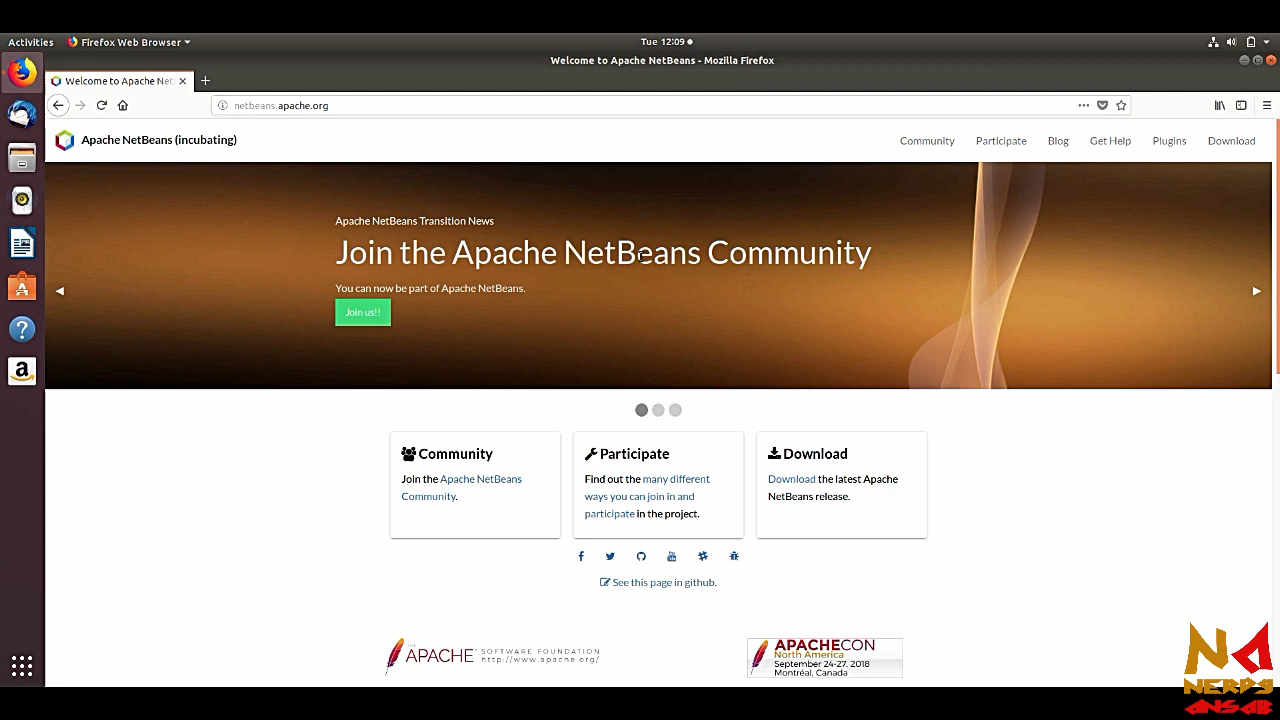 Activities
Firefox Web Browser
Tue 12:09
Welcome to Apache NetBeans - Mozilla Firefox
Welcome to Apache Net
netbeans.apache.org
Apache NetBeans (incubating)
Community
Participate
Blog
Get Help
Plugins
Download
Apache NetBeans Transition News
Join the Apache NetBeans Community
You can now be part of Apache NetBeans.
Join us!!
Community
Join the Apache NetBeans
Community.
Participate
Find out the many different
ways you can join in and
participate in the project.
Download
Download the latest Apache
NetBeans release.
See this page in github.
THE APACHE SOFTWARE FOUNDATION
http://www.apache.org/
APACHECON
North America
September 24-27, 2018
Montréal, Canada
NERDS
ANSAB